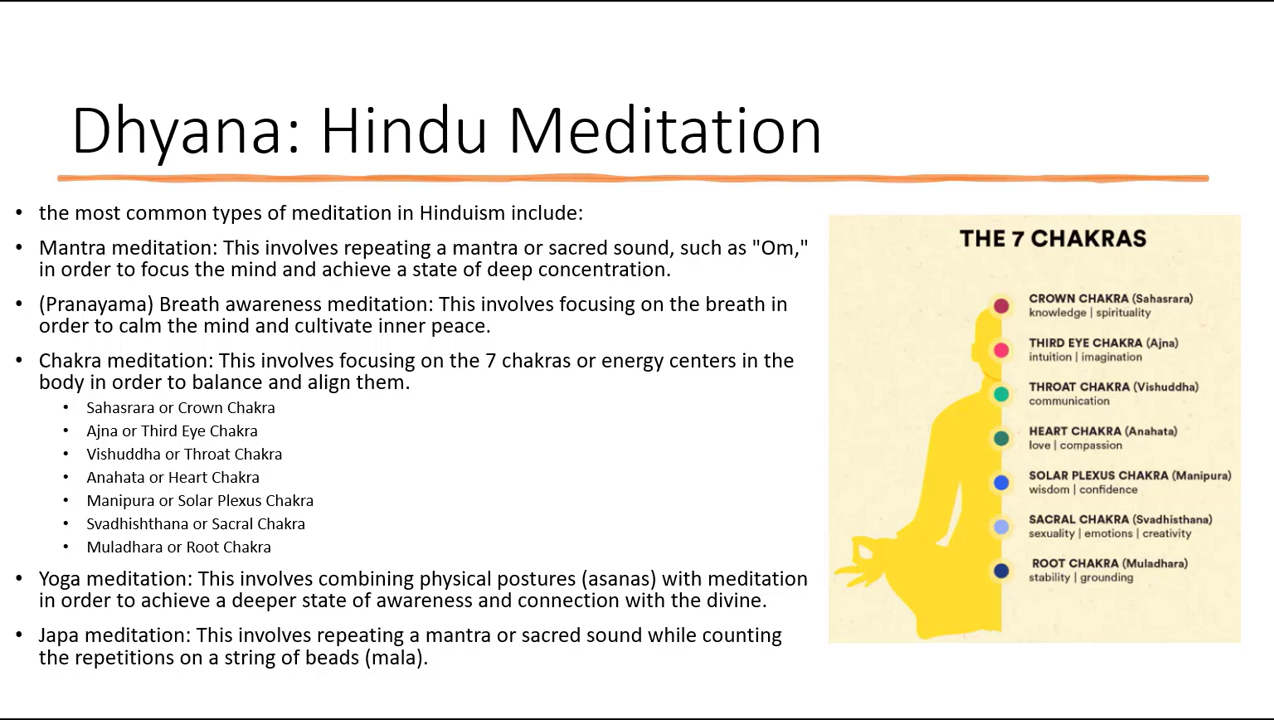 Dhyana: Hindu Meditation
• the most common types of meditation in Hinduism include:
• Mantra meditation: This involves repeating a mantra or sacred sound, such as "Om,"
in order to focus the mind and achieve a state of deep concentration.
• (Pranayama) Breath awareness meditation: This involves focusing on the breath in
order to calm the mind and cultivate inner peace.
• Chakra meditation: This involves focusing on the 7 chakras or energy centers in the
body in order to balance and align them.
• Sahasrara or Crown Chakra
• Ajna or Third Eye Chakra
• Vishuddha or Throat Chakra
• Anahata or Heart Chakra
• Manipura or Solar Plexus Chakra
• Svadhishthana or Sacral Chakra
• Muladhara or Root Chakra
• Yoga meditation: This involves combining physical postures (asanas) with meditation
in order to achieve a deeper state of awareness and connection with the divine.
• Japa meditation: This involves repeating a mantra or sacred sound while counting
the repetitions on a string of beads (mala).
THE 7 CHAKRAS
CROWN CHAKRA (Sahasrara)
knowledge | spirituality
THIRD EYE CHAKRA (Ajna)
intuition | imagination
THROAT CHAKRA (Vishuddha)
communication
HEART CHAKRA (Anahata)
love | compassion
SOLAR PLEXUS CHAKRA (Manipura)
wisdom | confidence
SACRAL CHAKRA (Svadhisthana)
sexuality | emotions | creativity
ROOT CHAKRA (Muladhara)
stability | grounding